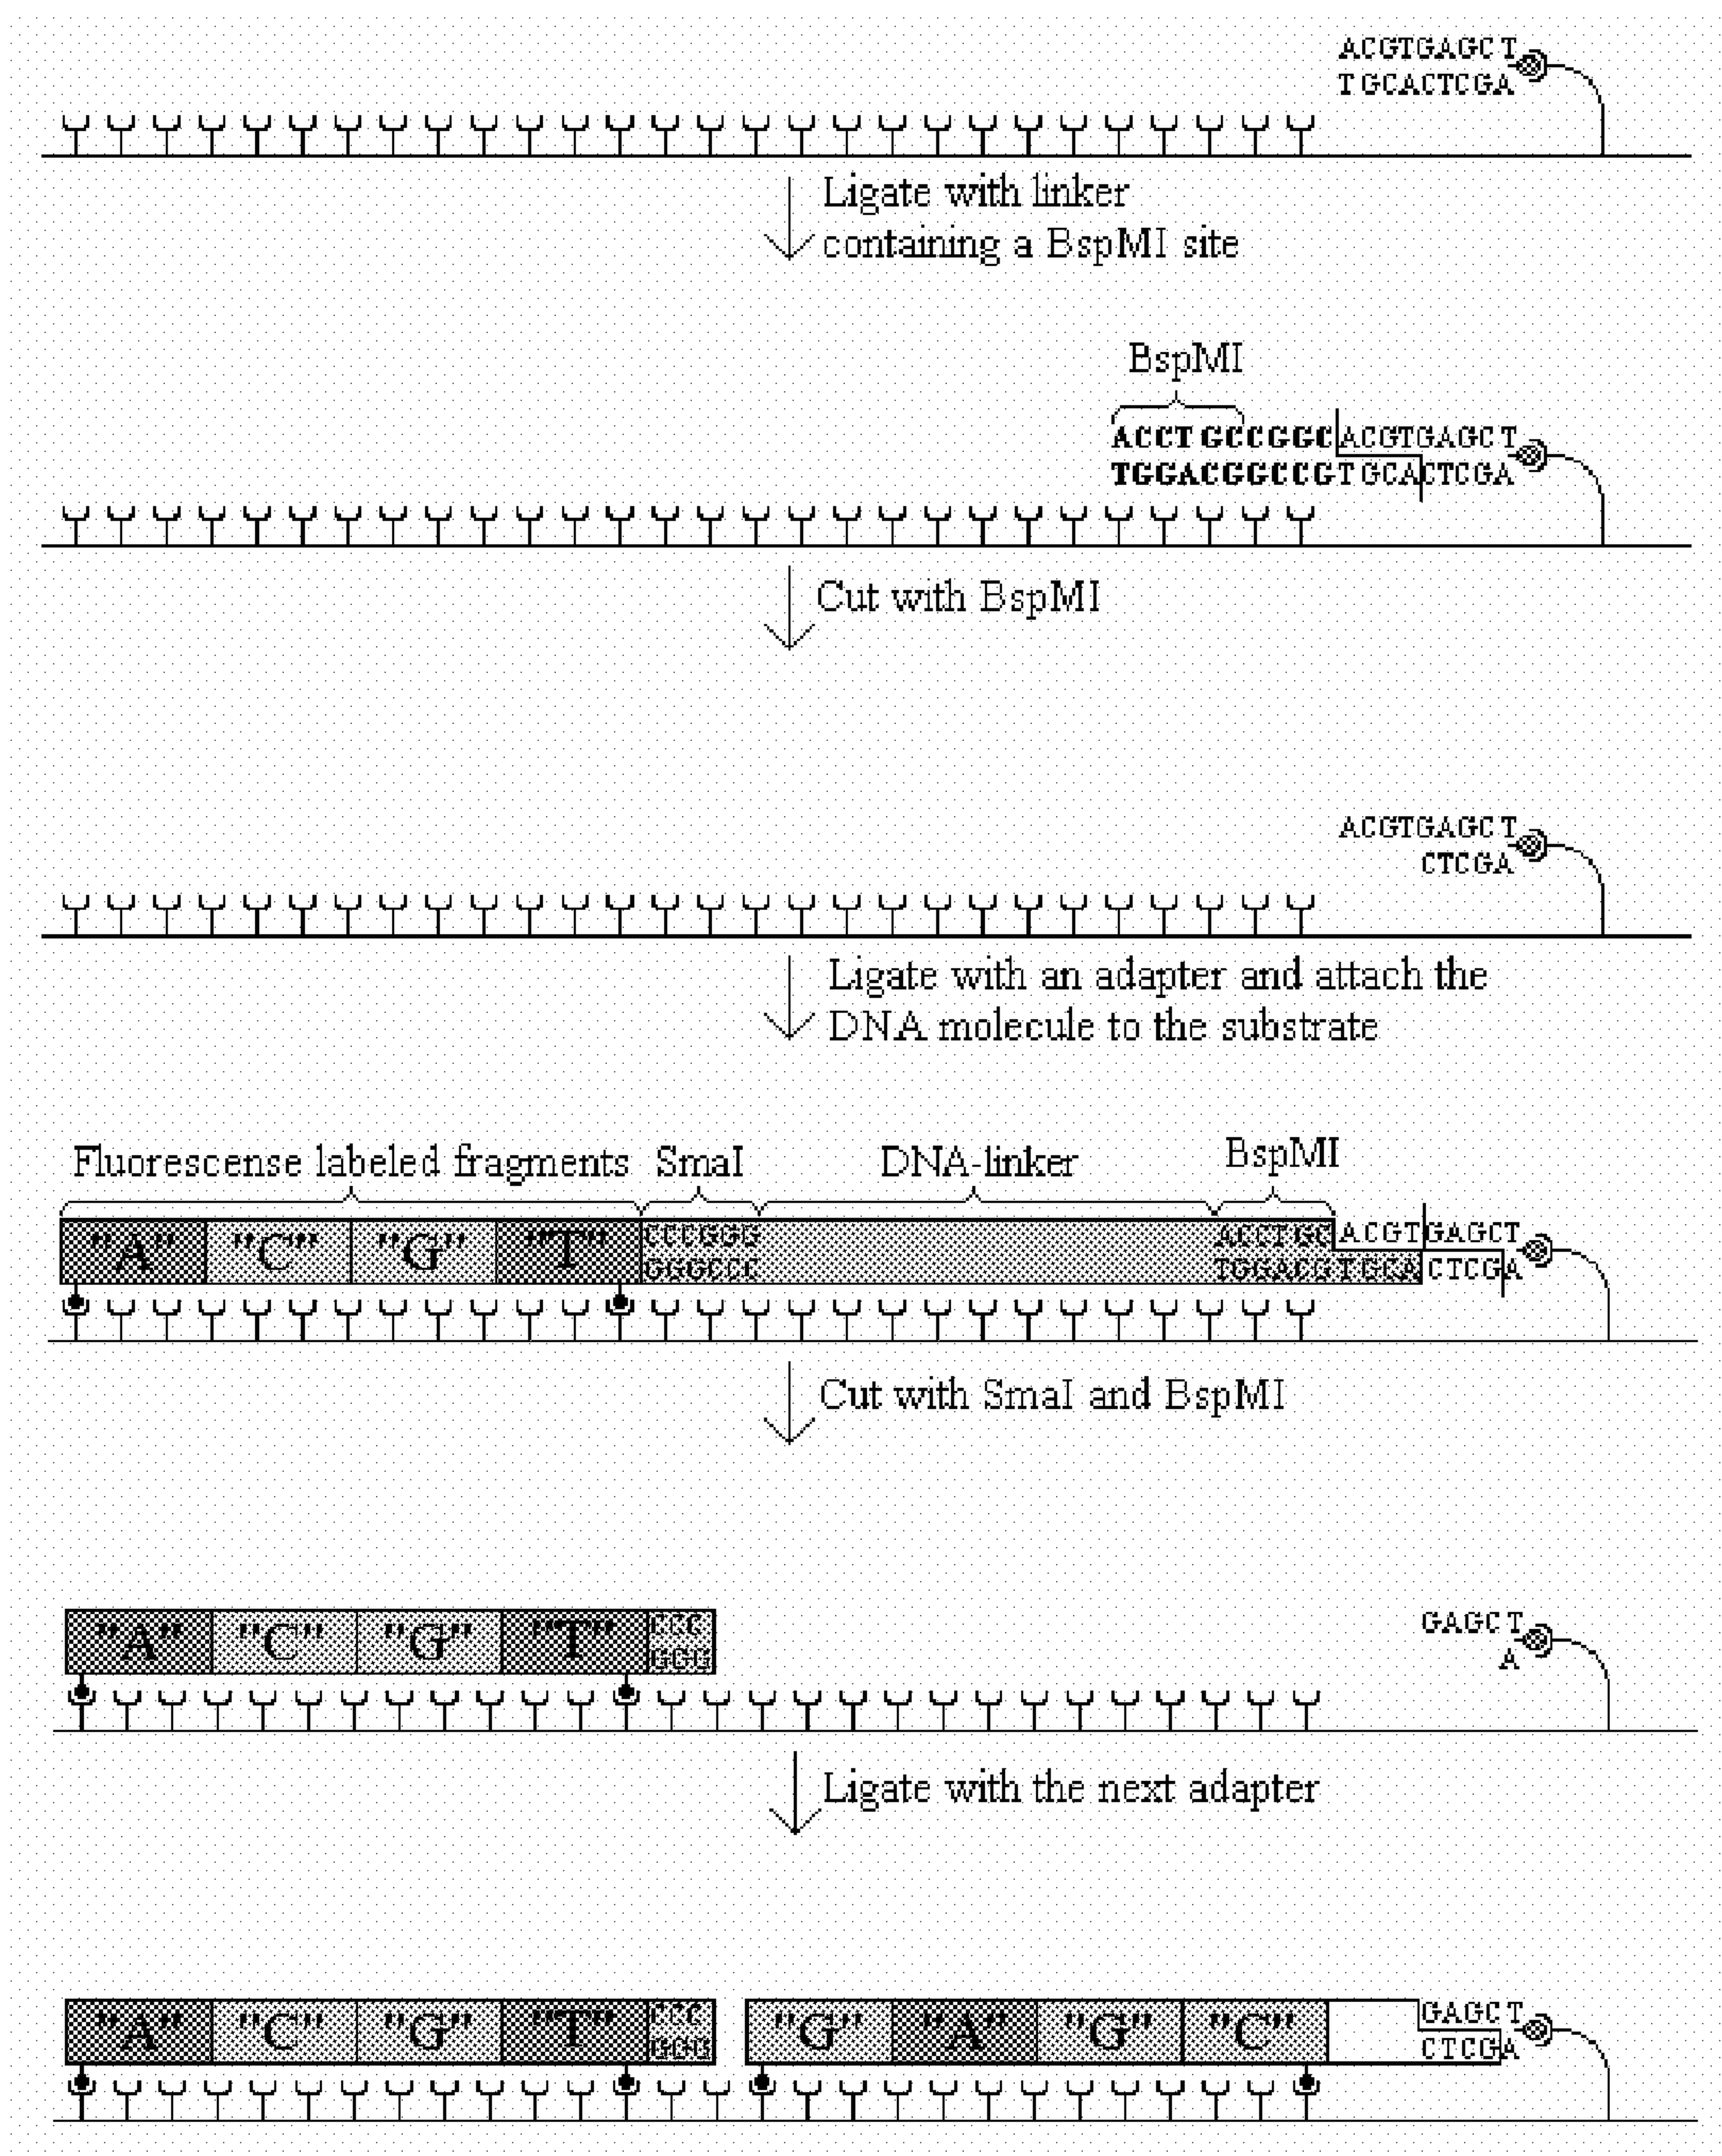 ACGTGAGCT
TGCACTCGA
Ligate with linker
containing a BspMI site
BspMI
ACCTGCCGGCACGTGAGCT
TGGACGGCCGTGCACTCGA
Cut with BspMI
ACGTGAGCT
CTCGA
Ligate with an adapter and attach the
DNA molecule to the substrate
Fluorescense labeled fragments SmaI DNA-linker BspMI
"A" "C" "G" "T" CCCGGG ACCTGC ACGTGAGCT
GGGCCC TGGACGTGCACTCGA
Cut with SmaI and BspMI
"A" "C" "G" "T" CCC GAGCT
GGG A
Ligate with the next adapter
"A" "C" "G" "T" CCC "G" "A" "G" "C" GAGCT
GGG CTCGA